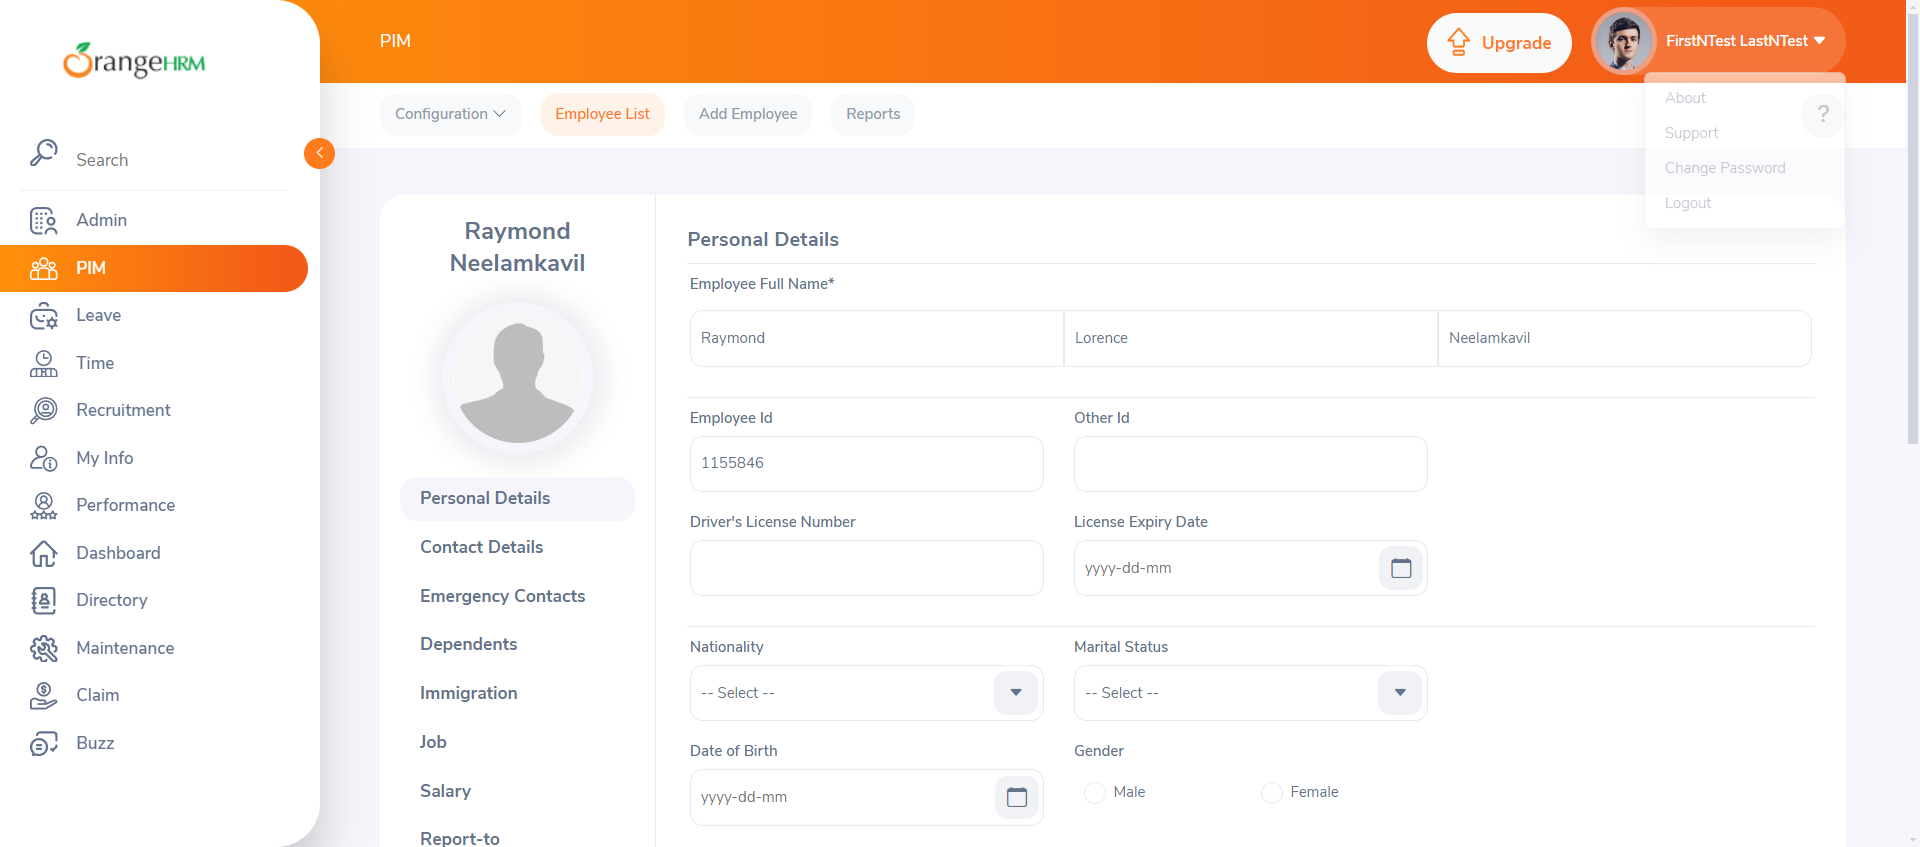 OrangeHRM
PIM
Upgrade
FirstNTest LastNTest
About
Support
Change Password
Logout
?
Configuration
Employee List
Add Employee
Reports
Search
Admin
PIM
Leave
Time
Recruitment
My Info
Performance
Dashboard
Directory
Maintenance
Claim
Buzz
Raymond
Neelamkavil
Personal Details
Contact Details
Emergency Contacts
Dependents
Immigration
Job
Salary
Report-to
Personal Details
Employee Full Name*
Raymond
Lorence
Neelamkavil
Employee Id
Other Id
1155846
Driver's License Number
License Expiry Date
yyyy-dd-mm
Nationality
Marital Status
-- Select --
-- Select --
Date of Birth
Gender
yyyy-dd-mm
Male
Female